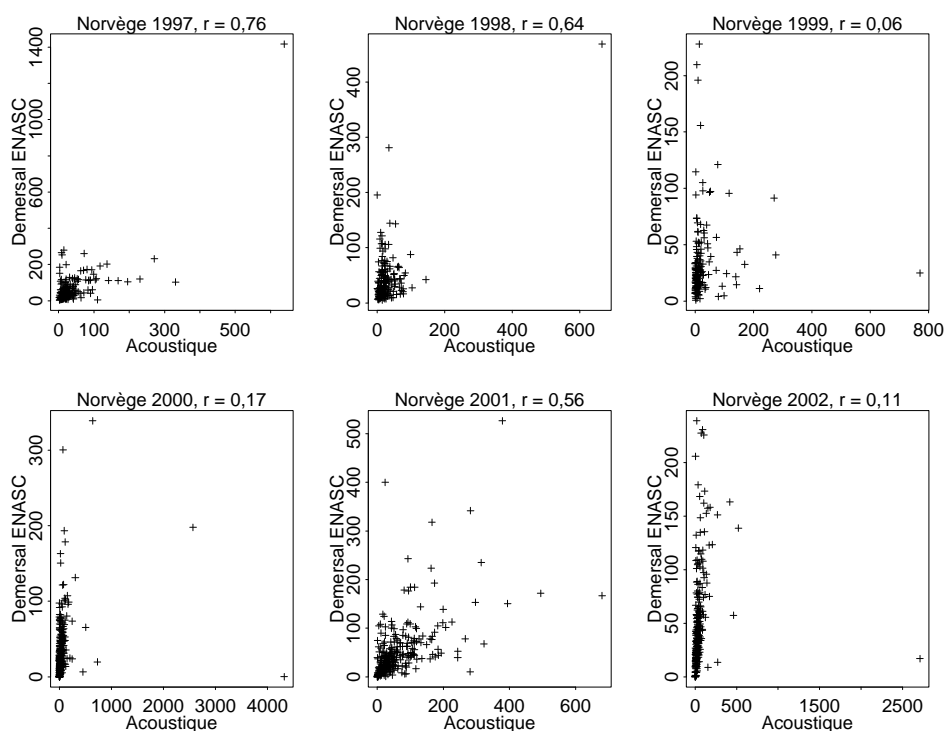 Norvège 1997, r = 0,76
Demersal ENASC
1400
1000
600
200
0
0 100 300 500
Acoustique
Norvège 1998, r = 0,64
Demersal ENASC
400
300
200
100
0
0 200 400 600
Acoustique
Norvège 1999, r = 0,06
Demersal ENASC
200
150
100
50
0
0 200 400 600 800
Acoustique
Norvège 2000, r = 0,17
Demersal ENASC
300
200
100
0
0 1000 2000 3000 4000
Acoustique
Norvège 2001, r = 0,56
Demersal ENASC
500
400
300
200
100
0
0 200 400 600
Acoustique
Norvège 2002, r = 0,11
Demersal ENASC
200
150
100
50
0
0 500 1500 2500
Acoustique